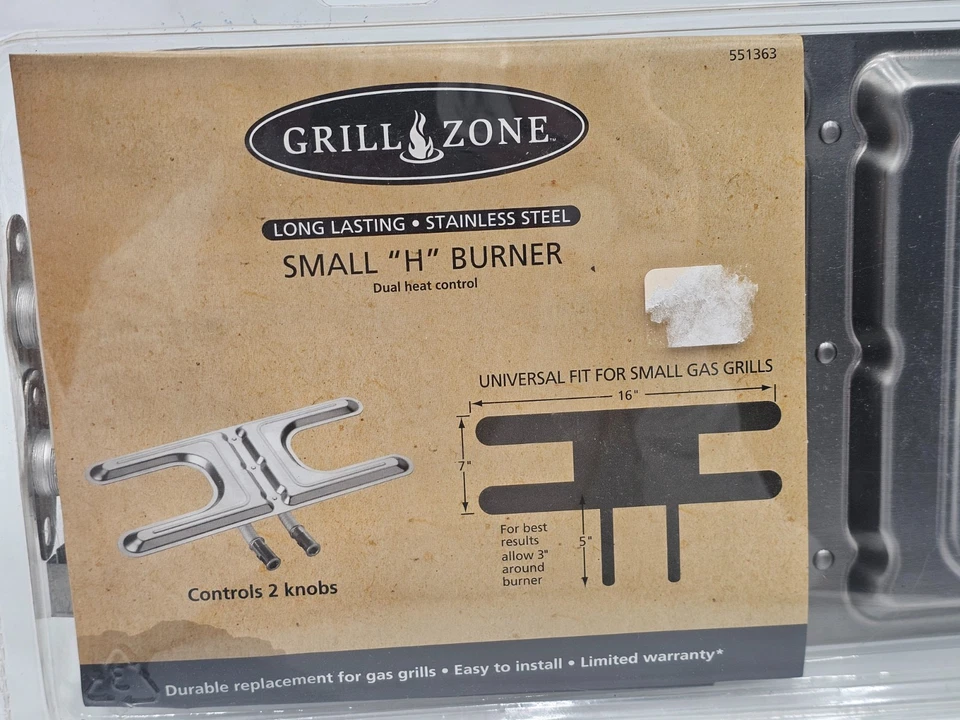 551363
GRILL ZONE™
LONG LASTING • STAINLESS STEEL
SMALL "H" BURNER
Dual heat control
UNIVERSAL FIT FOR SMALL GAS GRILLS
16"
7"
For best
results
allow 3"
around
burner
5"
Controls 2 knobs
Durable replacement for gas grills • Easy to install • Limited warranty*